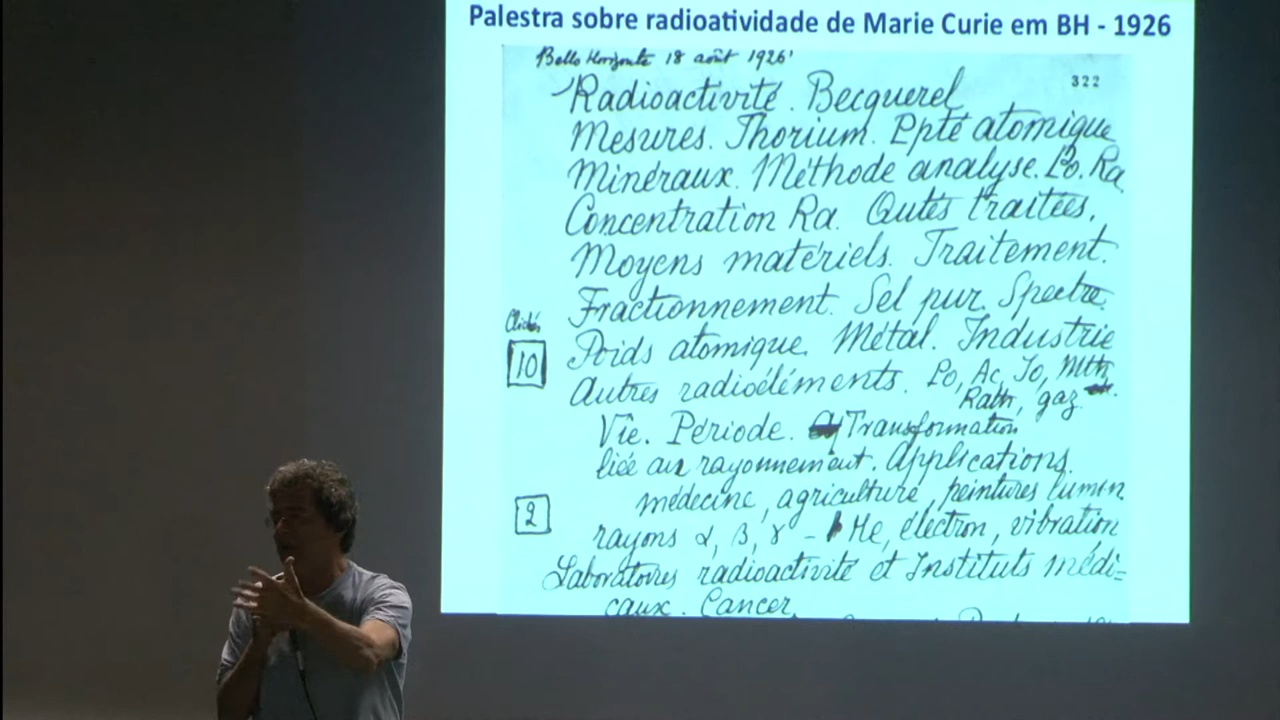 Palestra sobre radioatividade de Marie Curie em BH - 1926
Bello Horizonte 18 août 1926
322
Radioactivité. Becquerel
Mesures. Thorium. Ppté atomique
Minéraux. Méthode analyse. Po. Ra
Concentration Ra. Qutés traitées.
Moyens matériels. Traitement.
Fractionnement. Sel pur. Spectre.
Clichés
10
Poids atomique. Métal. Industrie
Autres radioéléments. Po, Ac, Io, Mth,
Rath, gaz.
Vie. Période. Transformation
liée au rayonnement. Applications.
médecine, agriculture, peintures lumin
2
rayons α, β, γ - He, électron, vibration
Laboratoires radioactivité et Instituts médi=
caux. Cancer